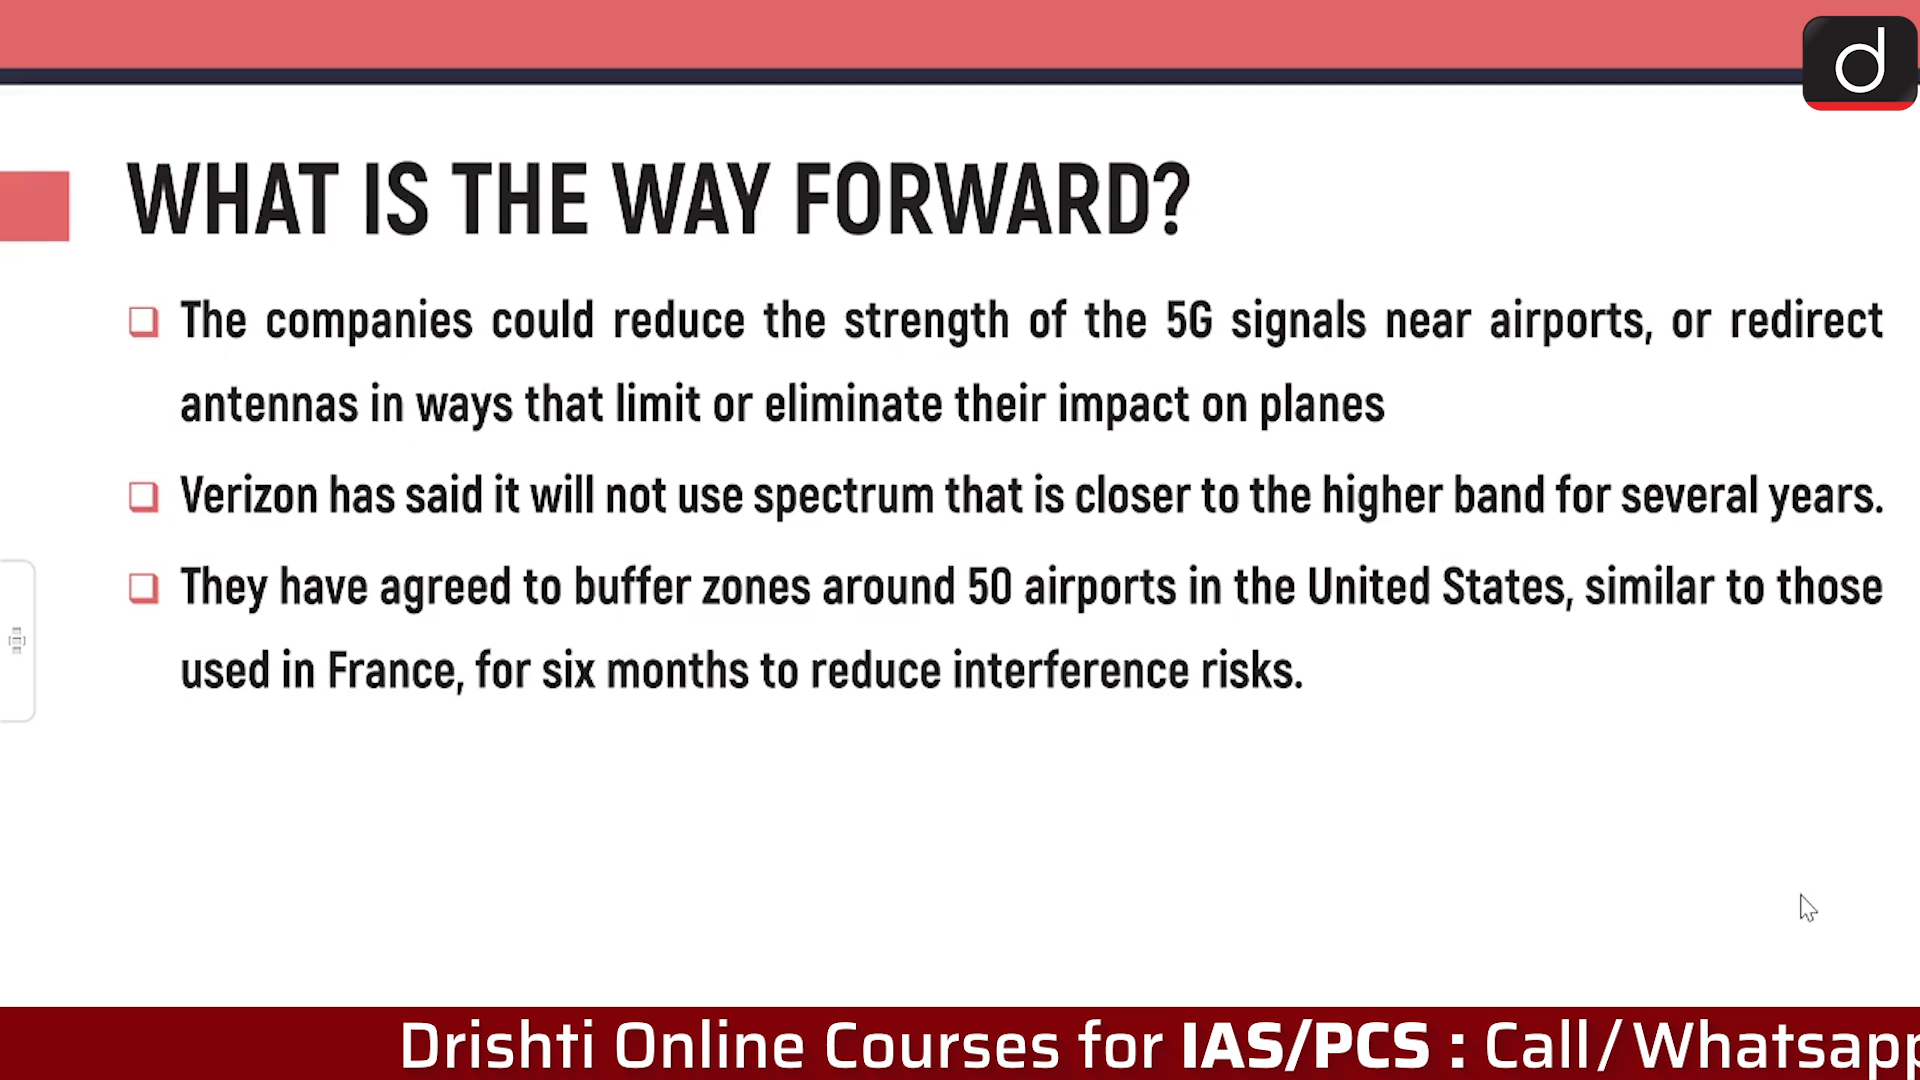 d
WHAT IS THE WAY FORWARD?
The companies could reduce the strength of the 5G signals near airports, or redirect
antennas in ways that limit or eliminate their impact on planes
Verizon has said it will not use spectrum that is closer to the higher band for several years.
They have agreed to buffer zones around 50 airports in the United States, similar to those
used in France, for six months to reduce interference risks.
Drishti Online Courses for IAS/PCS : Call/Whatsapp